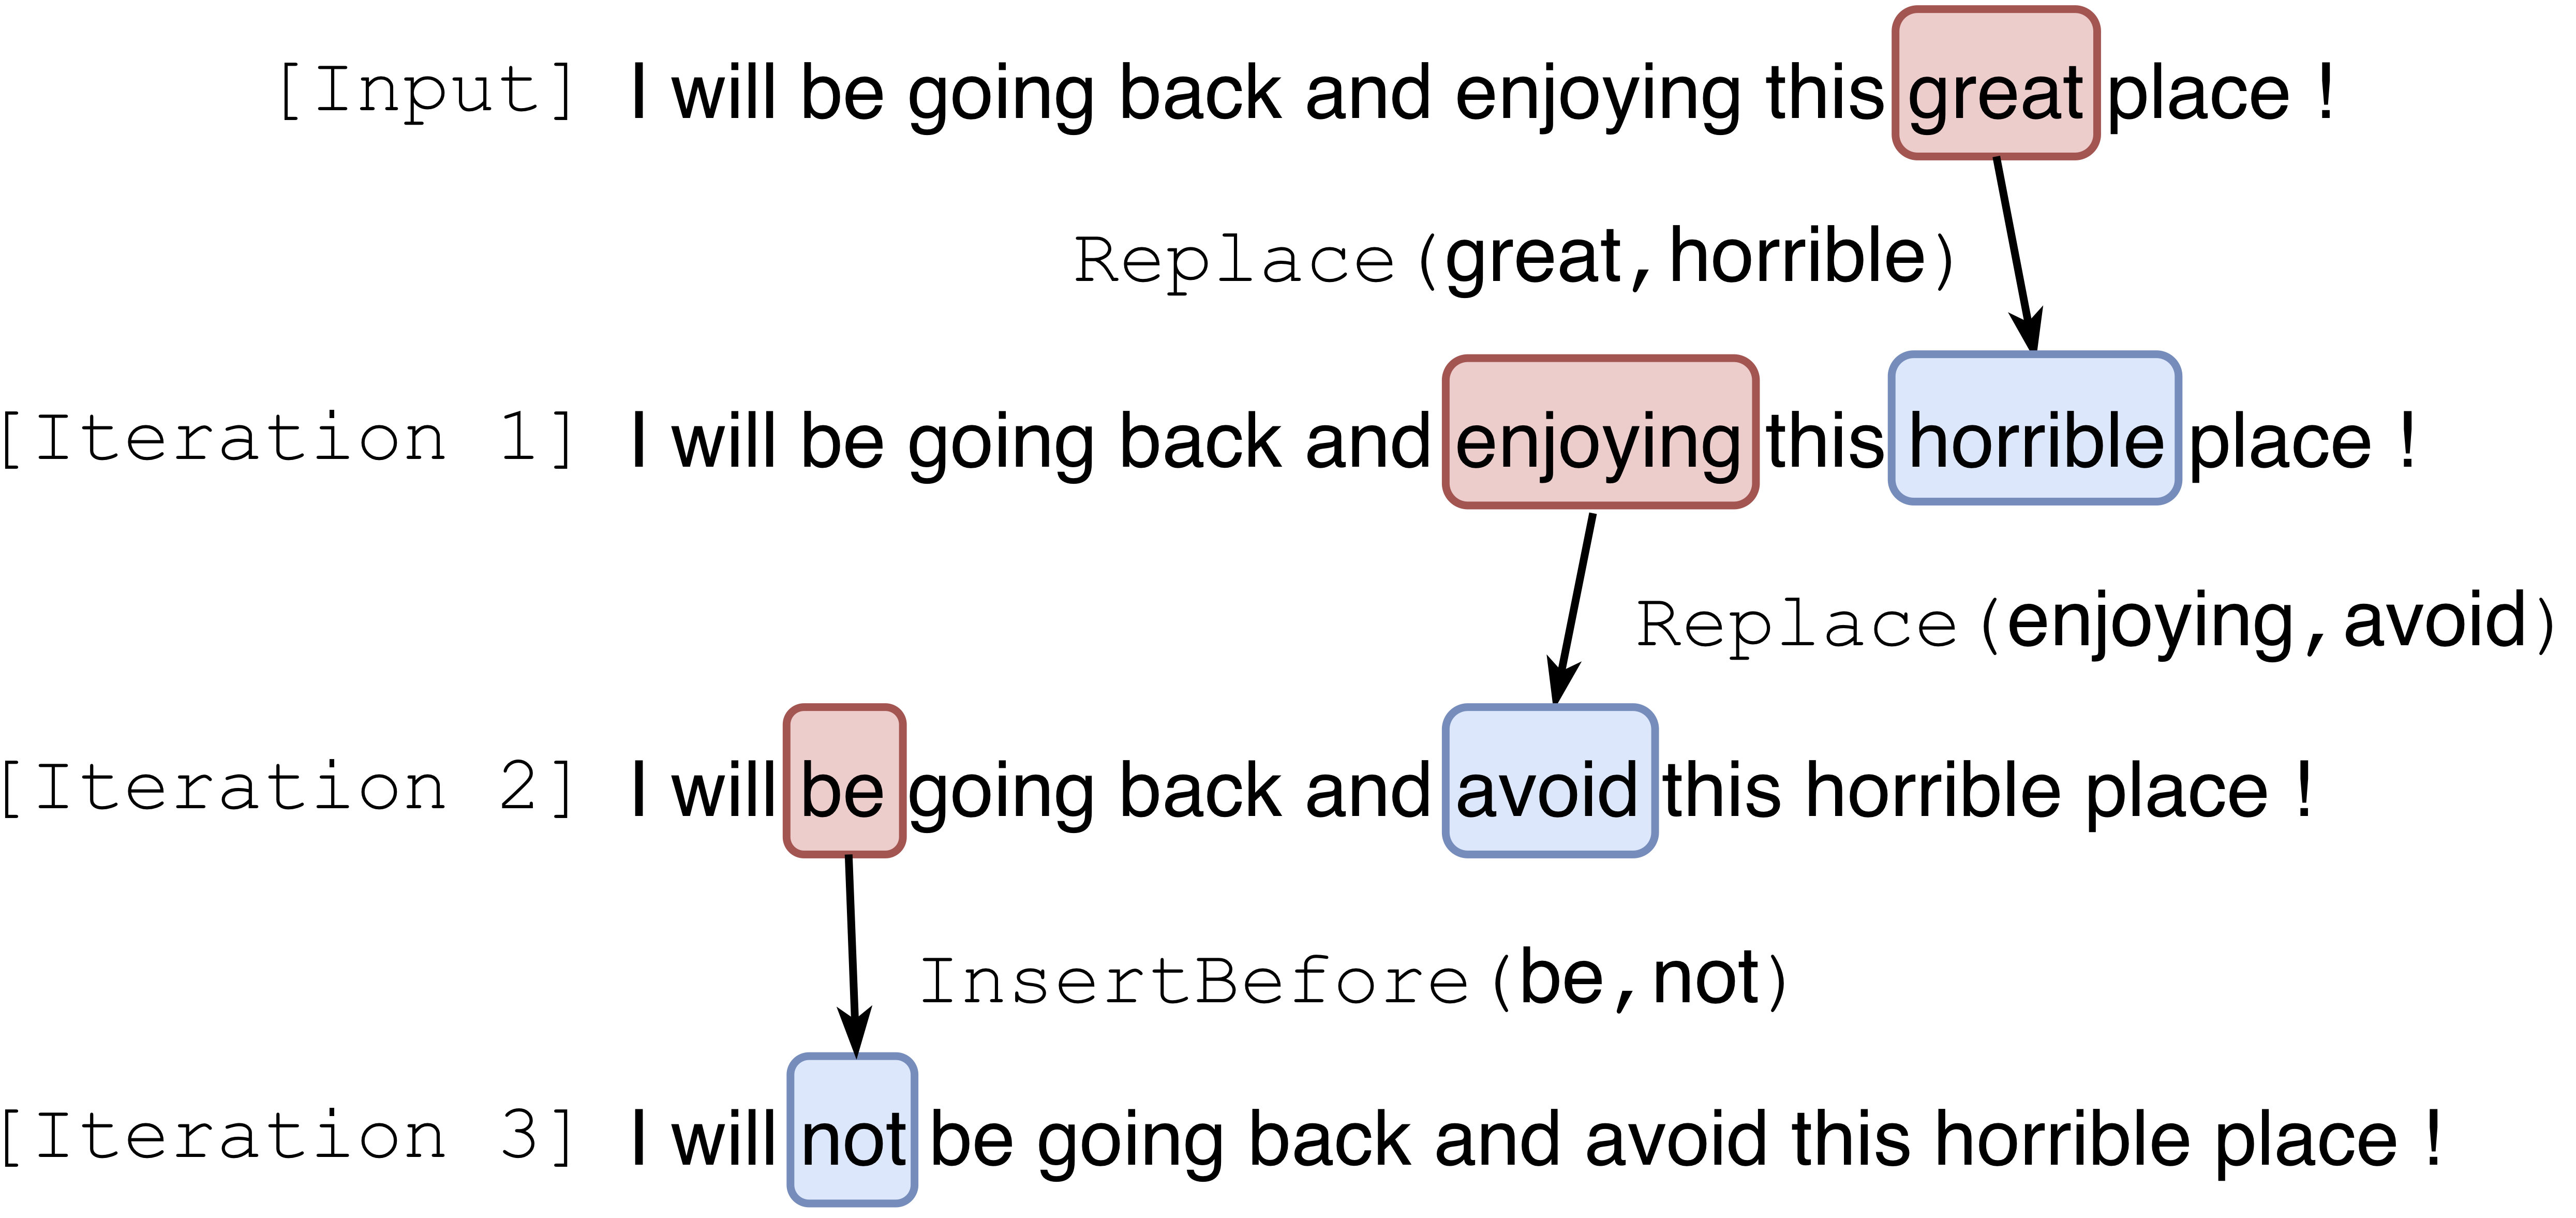 [Input] I will be going back and enjoying this great place !
Replace(great,horrible)
[Iteration 1] I will be going back and enjoying this horrible place !
Replace(enjoying,avoid)
[Iteration 2] I will be going back and avoid this horrible place !
InsertBefore(be,not)
[Iteration 3] I will not be going back and avoid this horrible place !